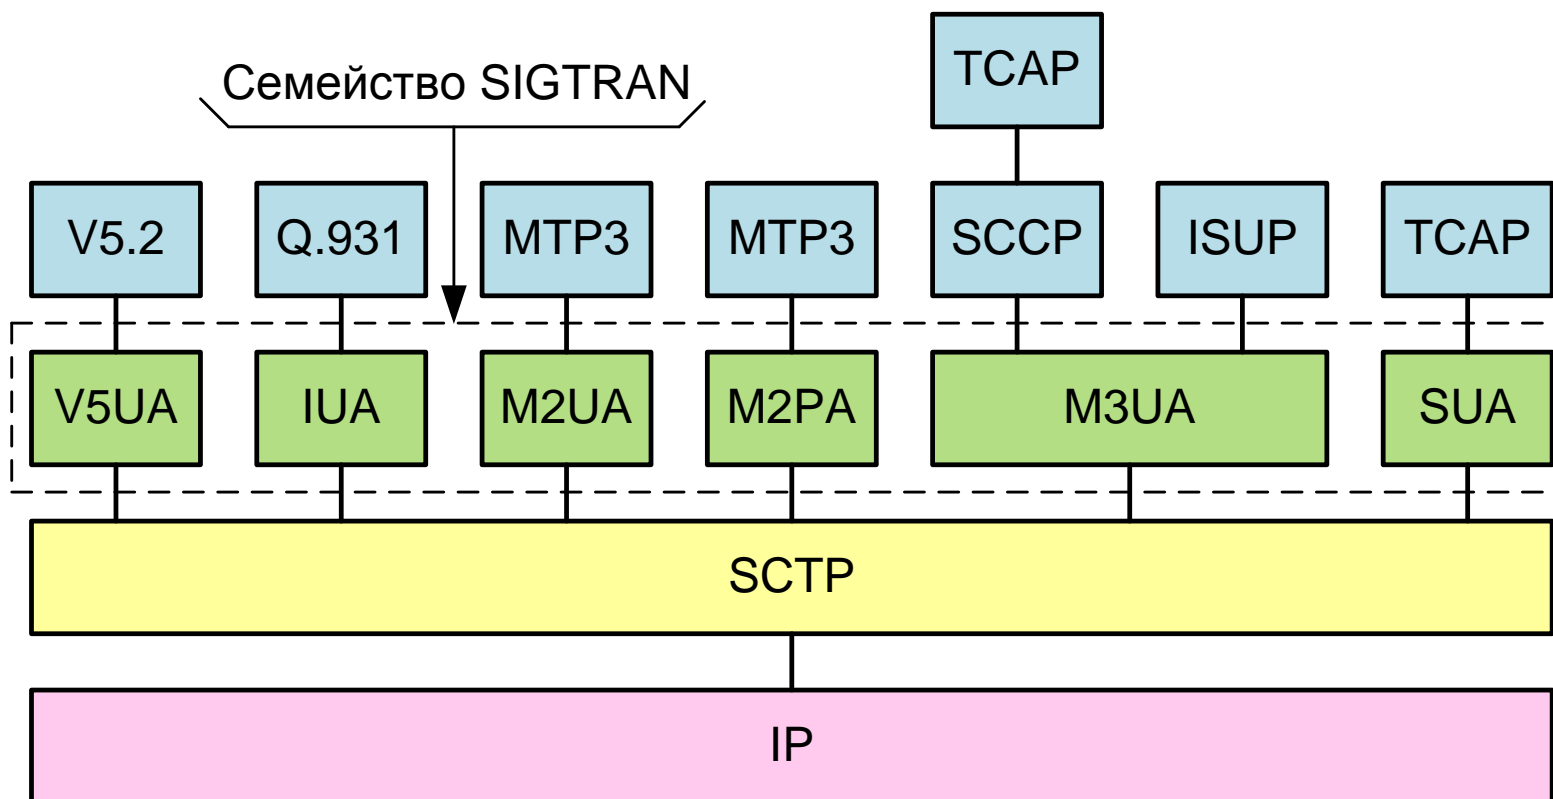 TCAP
Семейство SIGTRAN
V5.2
Q.931
MTP3
MTP3
SCCP
ISUP
TCAP
V5UA
IUA
M2UA
M2PA
M3UA
SUA
SCTP
IP